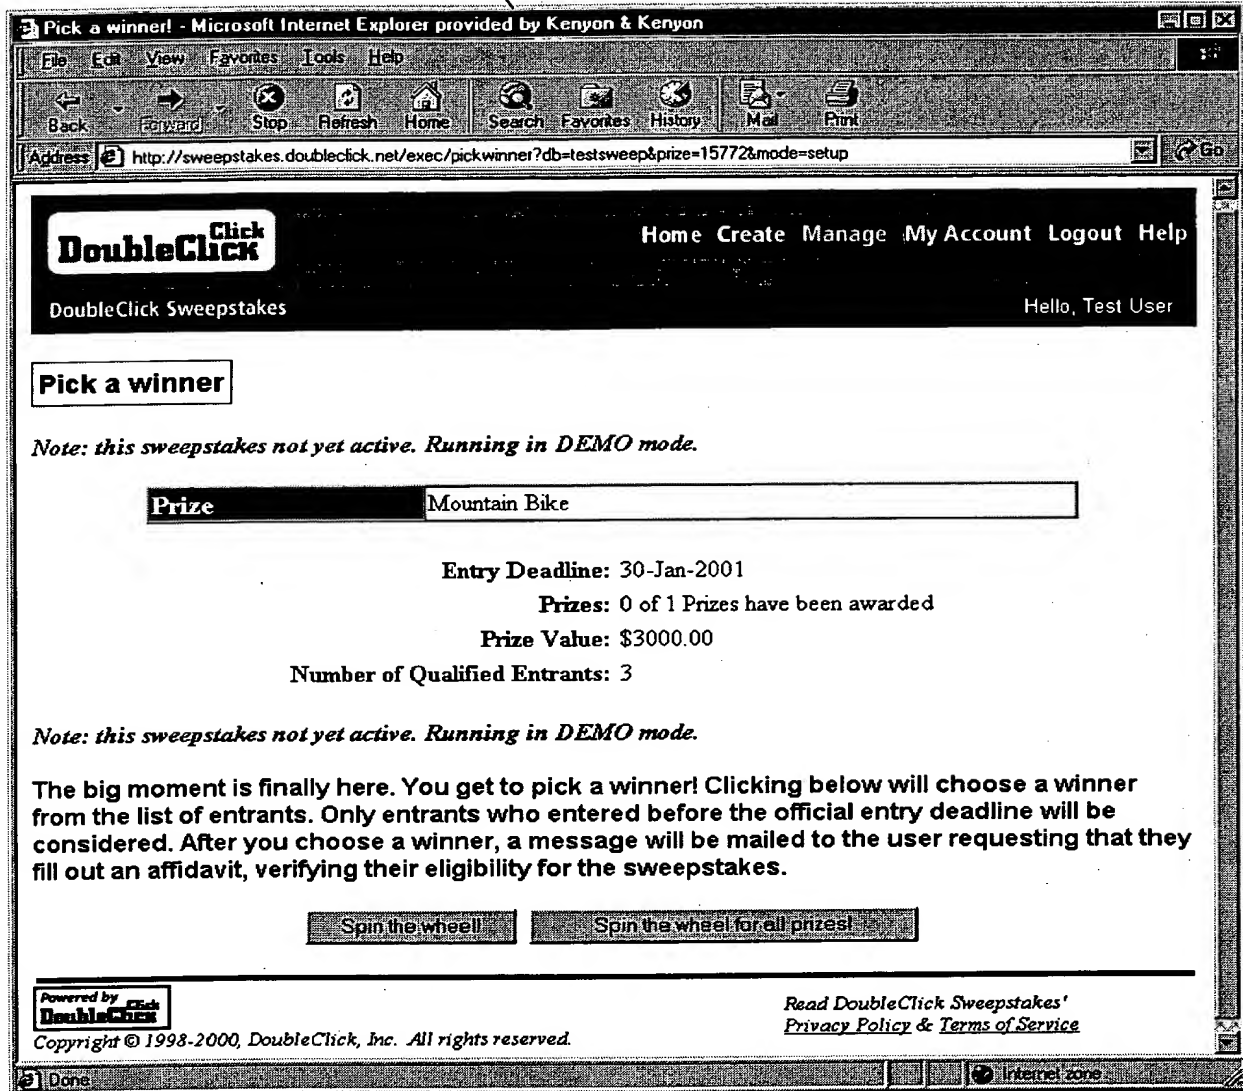 Pick a winner! - Microsoft Internet Explorer provided by Kenyon & Kenyon
File Edit View Favorites Tools Help
Back Forward Stop Refresh Home Search Favorites History Mail Print
Address http://sweepstakes.doubleclick.net/exec/pickwinner?db=testsweep&prize=15772&mode=setup Go
Click
DoubleClick
Home Create Manage My Account Logout Help
DoubleClick Sweepstakes
Hello, Test User
Pick a winner
Note: this sweepstakes not yet active. Running in DEMO mode.
Prize Mountain Bike
Entry Deadline: 30-Jan-2001
Prizes: 0 of 1 Prizes have been awarded
Prize Value: $3000.00
Number of Qualified Entrants: 3
Note: this sweepstakes not yet active. Running in DEMO mode.
The big moment is finally here. You get to pick a winner! Clicking below will choose a winner
from the list of entrants. Only entrants who entered before the official entry deadline will be
considered. After you choose a winner, a message will be mailed to the user requesting that they
fill out an affidavit, verifying their eligibility for the sweepstakes.
Spin the wheel! Spin the wheel for all prizes!
Powered by
Click
DoubleClick
Read DoubleClick Sweepstakes'
Privacy Policy & Terms of Service
Copyright © 1998-2000, DoubleClick, Inc. All rights reserved.
Done Internet zone